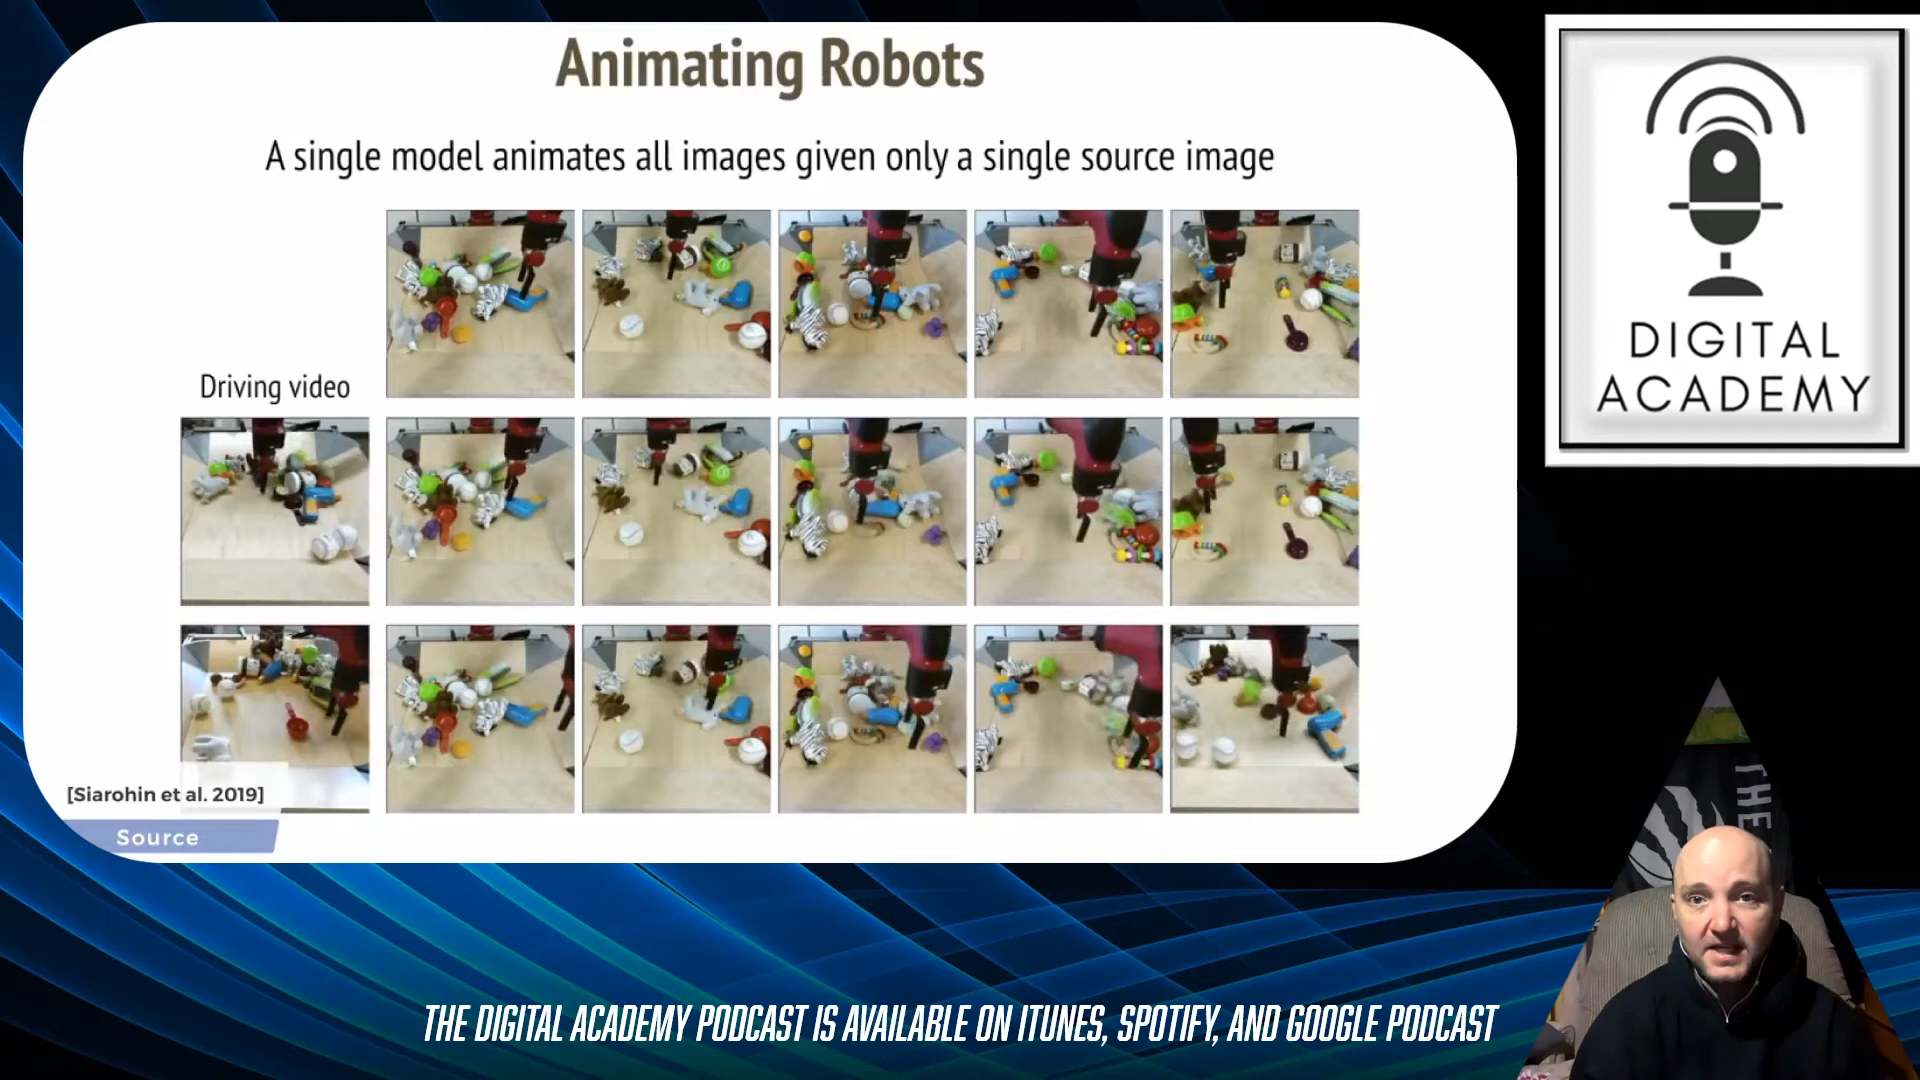 Animating Robots
A single model animates all images given only a single source image
Driving video
[Siarohin et al. 2019]
Source
DIGITAL
ACADEMY
THE
THE DIGITAL ACADEMY PODCAST IS AVAILABLE ON ITUNES, SPOTIFY, AND GOOGLE PODCAST